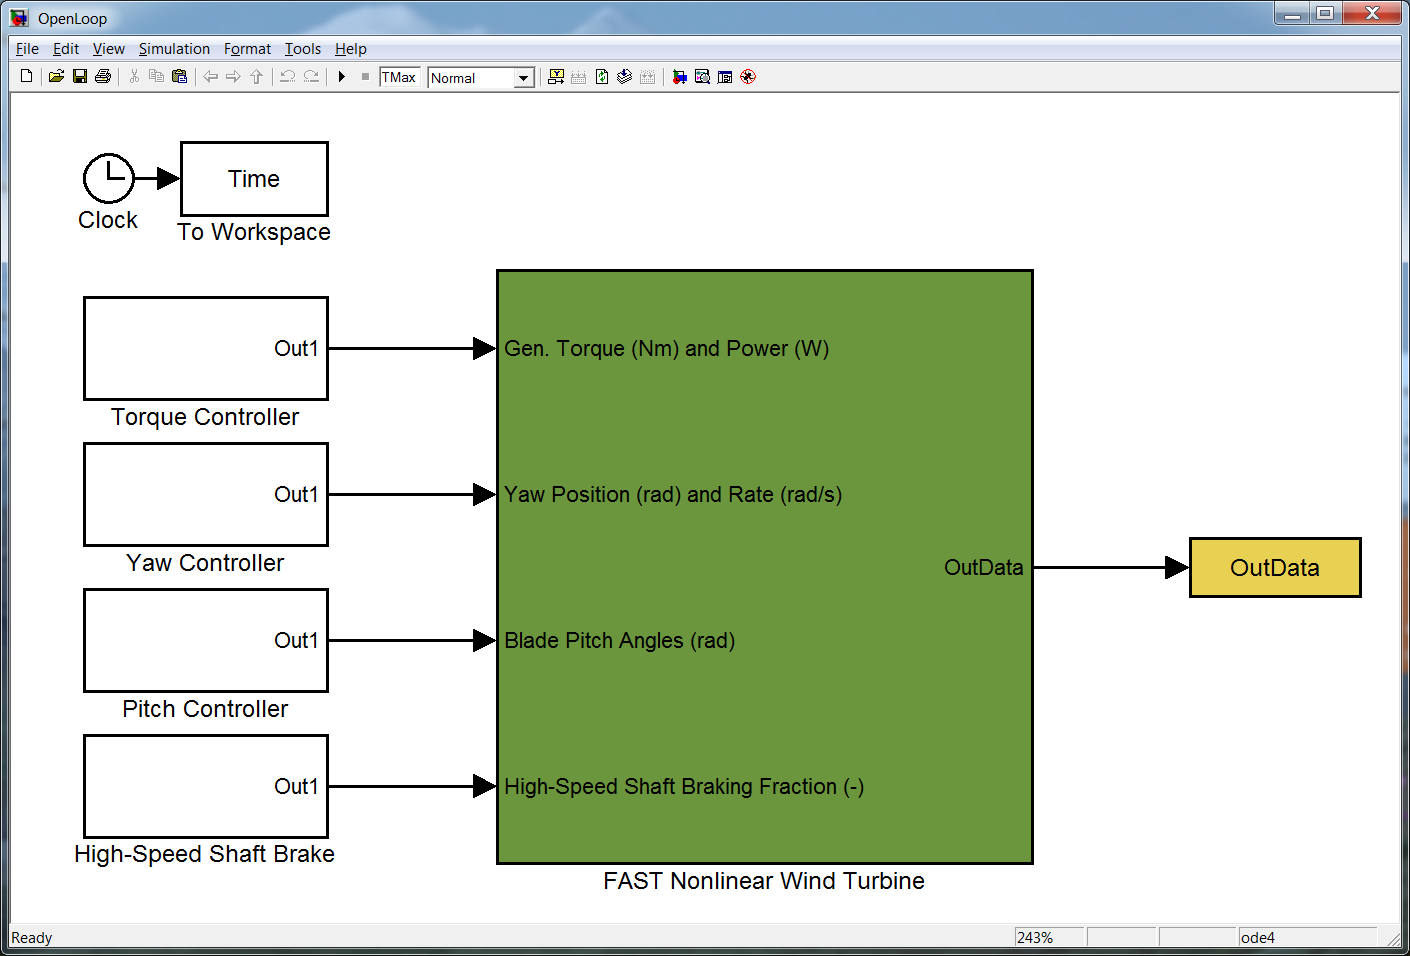 OpenLoop
File Edit View Simulation Format Tools Help
TMax Normal
Time
Clock
To Workspace
Out1
Gen. Torque (Nm) and Power (W)
Torque Controller
Out1
Yaw Position (rad) and Rate (rad/s)
Yaw Controller
OutData
OutData
Out1
Blade Pitch Angles (rad)
Pitch Controller
Out1
High-Speed Shaft Braking Fraction (-)
High-Speed Shaft Brake
FAST Nonlinear Wind Turbine
Ready 243% ode4